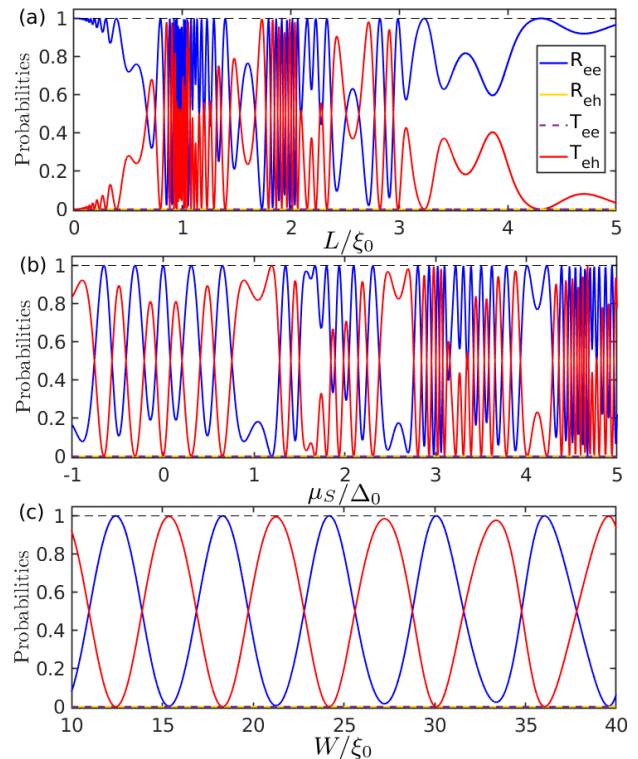 (a)
Probabilities
1
0.8
0.6
0.4
0.2
0
R_ee
R_eh
T_ee
T_eh
0 1 2 3 4 5
L/ξ₀
(b)
Probabilities
1
0.8
0.6
0.4
0.2
0
-1 0 1 2 3 4 5
μ_S/Δ₀
(c)
Probabilities
1
0.8
0.6
0.4
0.2
0
10 15 20 25 30 35 40
W/ξ₀